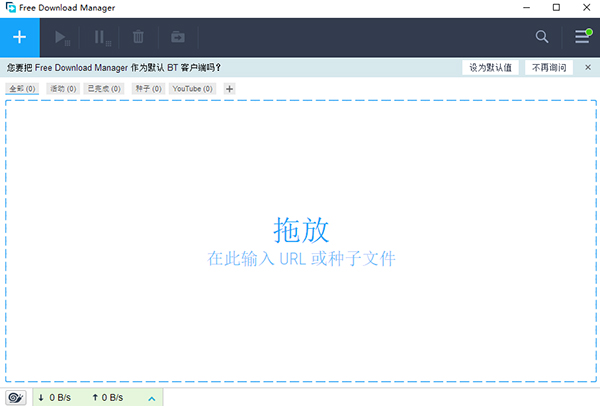 Free Download Manager
您要把 Free Download Manager 作为默认 BT 客户端吗？ 设为默认值 不再询问
全部 (0) 活动 (0) 已完成 (0) 种子 (0) YouTube (0)
拖放
在此输入 URL 或种子文件
0 B/s 0 B/s